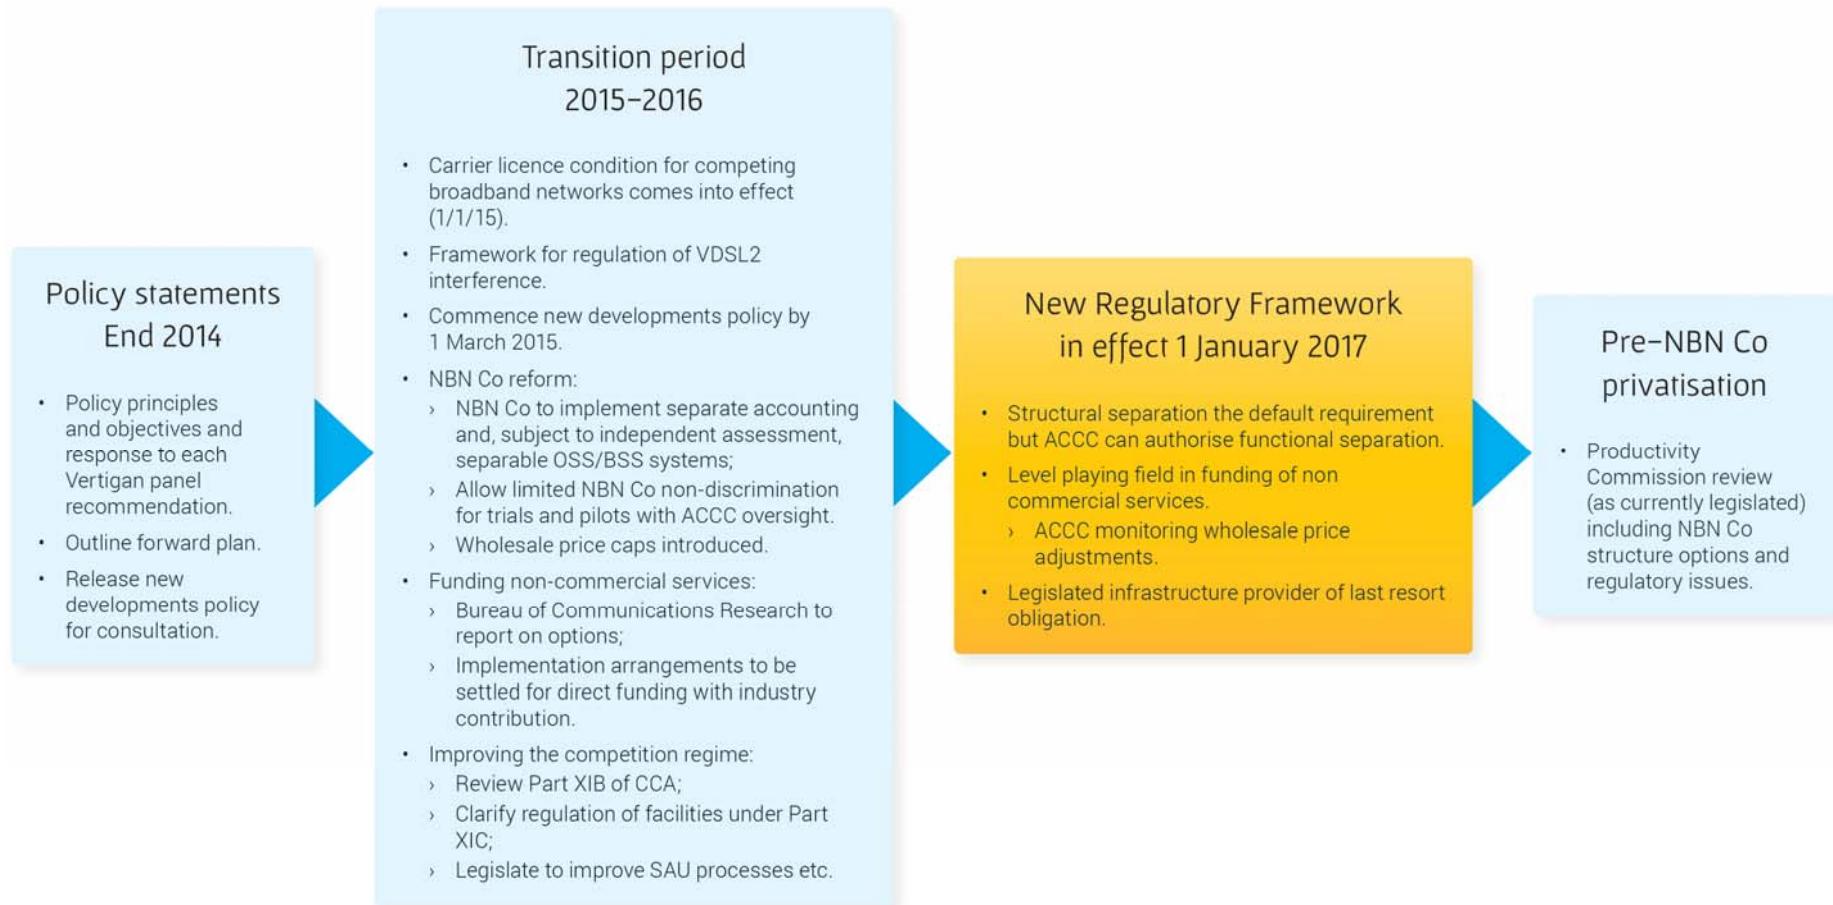 Policy statements
End 2014
• Policy principles
and objectives and
response to each
Vertigan panel
recommendation.
• Outline forward plan.
• Release new
developments policy
for consultation.
Transition period
2015–2016
• Carrier licence condition for competing
broadband networks comes into effect
(1/1/15).
• Framework for regulation of VDSL2
interference.
• Commence new developments policy by
1 March 2015.
• NBN Co reform:
› NBN Co to implement separate accounting
and, subject to independent assessment,
separable OSS/BSS systems;
› Allow limited NBN Co non-discrimination
for trials and pilots with ACCC oversight.
› Wholesale price caps introduced.
• Funding non-commercial services:
› Bureau of Communications Research to
report on options;
› Implementation arrangements to be
settled for direct funding with industry
contribution.
• Improving the competition regime:
› Review Part XIB of CCA;
› Clarify regulation of facilities under Part
XIC;
› Legislate to improve SAU processes etc.
New Regulatory Framework
in effect 1 January 2017
• Structural separation the default requirement
but ACCC can authorise functional separation.
• Level playing field in funding of non
commercial services.
› ACCC monitoring wholesale price
adjustments.
• Legislated infrastructure provider of last resort
obligation.
Pre–NBN Co
privatisation
• Productivity
Commission review
(as currently legislated)
including NBN Co
structure options and
regulatory issues.